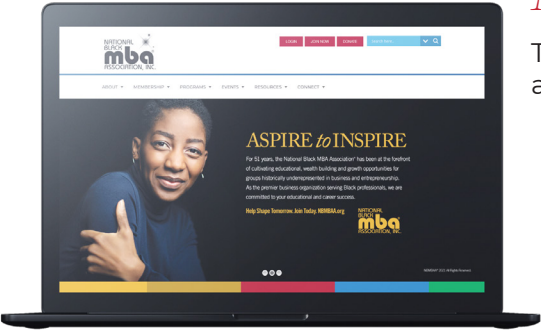 NATIONAL
BLACK
mba
ASSOCIATION, INC.
LOGIN
JOIN NOW
DONATE
ABOUT
MEMBERSHIP
PROGRAMS
EVENTS
RESOURCES
CONNECT
ASPIRE to INSPIRE
For 51 years, the National Black MBA Association® has been at the forefront
of cultivating educational, wealth building and growth opportunities for
groups historically underrepresented in business and entrepreneurship.
As the premier business organization serving Black professionals, we are
committed to your educational and career success.
Help Shape Tomorrow. Join Today. NBMBAA.org
NATIONAL
BLACK
mba
ASSOCIATION, INC.